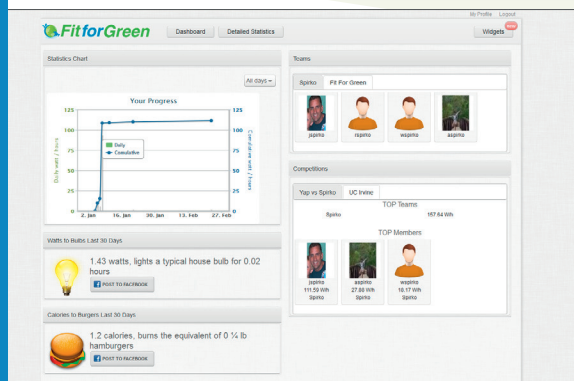 My Profile Logout
FitforGreen
Dashboard
Detailed Statistics
Widgets
NEW
Statistics Chart
All days
Your Progress
125
100
75
50
25
0
Daily watt / hours
Daily
Cumulative
125
100
75
50
25
0
Cumulative watt / hours
2. Jan
16. Jan
30. Jan
13. Feb
27. Feb
Watts to Bulbs Last 30 Days
1.43 watts, lights a typical house bulb for 0.02
hours
POST TO FACEBOOK
Calories to Burgers Last 30 Days
1.2 calories, burns the equivalent of 0 ¼ lb
hamburgers
POST TO FACEBOOK
Teams
Spirko
Fit For Green
jspirko
rspirko
wspirko
aspirko
Competitions
Yap vs Spirko
UC Irvine
TOP Teams
Spirko
157.64 Wh
TOP Members
jspirko
111.59 Wh
Spirko
aspirko
27.88 Wh
Spirko
wspirko
18.17 Wh
Spirko